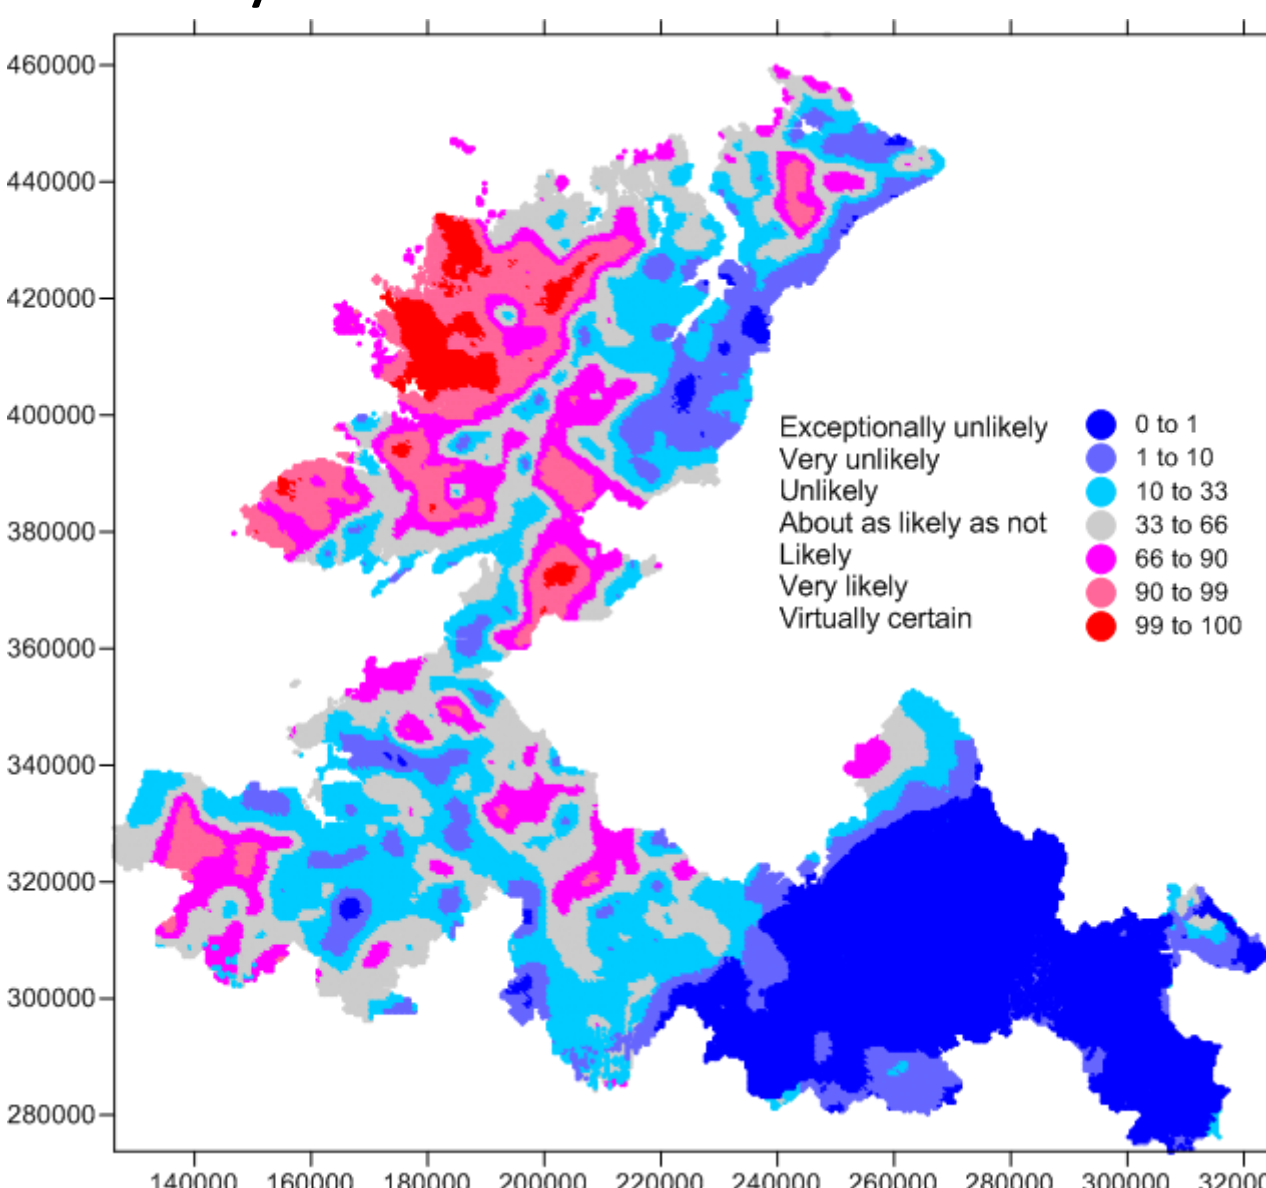 460000
440000
420000
400000
380000
360000
340000
320000
300000
280000
Exceptionally unlikely 0 to 1
Very unlikely 1 to 10
Unlikely 10 to 33
About as likely as not 33 to 66
Likely 66 to 90
Very likely 90 to 99
Virtually certain 99 to 100
140000 160000 180000 200000 220000 240000 260000 280000 300000